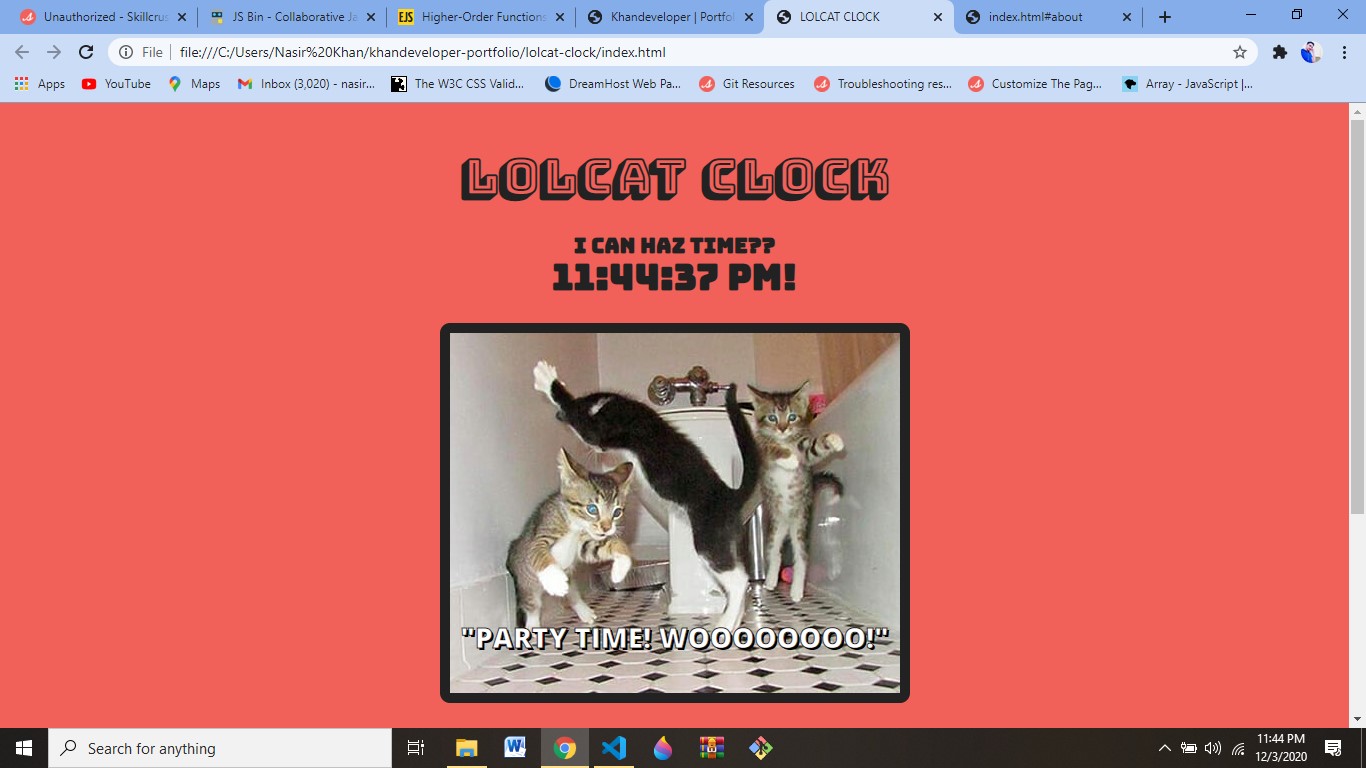 Unauthorized - Skillcrus
JS Bin - Collaborative Ja
EJS Higher-Order Functions
Khandeveloper | Portfol
LOLCAT CLOCK
index.html#about
File | file:///C:/Users/Nasir%20Khan/khandeveloper-portfolio/lolcat-clock/index.html
Apps YouTube Maps Inbox (3,020) - nasir... The W3C CSS Valid... DreamHost Web Pa... Git Resources Troubleshooting res... Customize The Pag... Array - JavaScript |...
LOLCAT CLOCK
I CAN HAZ TIME??
11:44:37 PM!
"PARTY TIME! WOOOOOOOO!"
Search for anything
11:44 PM
12/3/2020